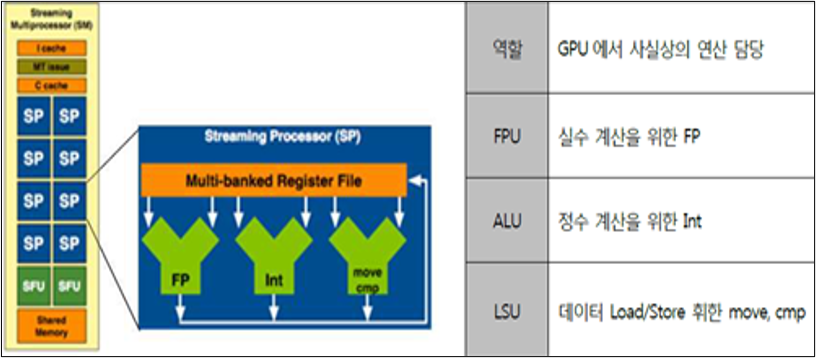 Streaming
Multiprocessor (SM)
I cache
MT issue
C cache
SP SP
SP SP
SP SP
SP SP
SFU SFU
Shared
Memory
Streaming Processor (SP)
Multi-banked Register File
FP
Int
move
cmp
역할 GPU 에서 사실상의 연산 담당
FPU 실수 계산을 위한 FP
ALU 정수 계산을 위한 Int
LSU 데이터 Load/Store 휘한 move, cmp